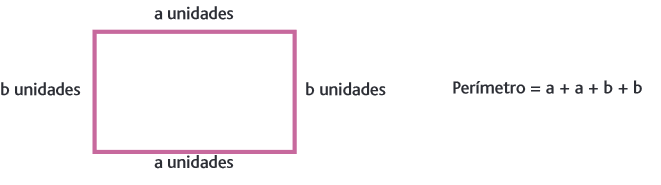 a unidades
b unidades
b unidades
Perímetro = a + a + b + b
a unidades